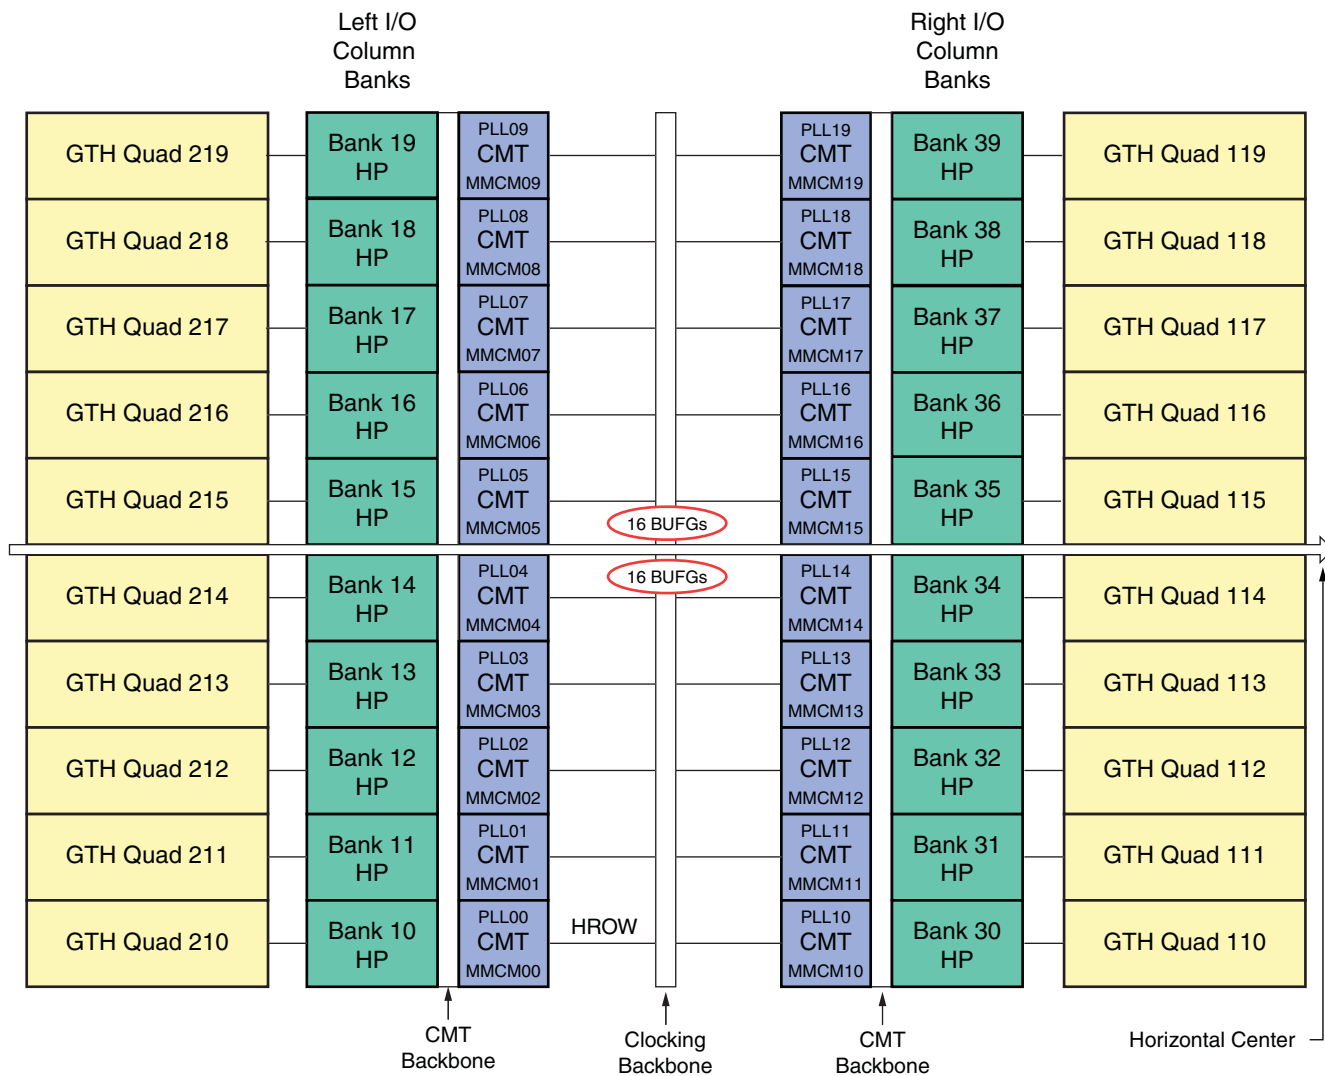 Left I/O
Column
Banks
Right I/O
Column
Banks
GTH Quad 219
Bank 19
HP
PLL09
CMT
MMCM09
PLL19
CMT
MMCM19
Bank 39
HP
GTH Quad 119
GTH Quad 218
Bank 18
HP
PLL08
CMT
MMCM08
PLL18
CMT
MMCM18
Bank 38
HP
GTH Quad 118
GTH Quad 217
Bank 17
HP
PLL07
CMT
MMCM07
PLL17
CMT
MMCM17
Bank 37
HP
GTH Quad 117
GTH Quad 216
Bank 16
HP
PLL06
CMT
MMCM06
PLL16
CMT
MMCM16
Bank 36
HP
GTH Quad 116
GTH Quad 215
Bank 15
HP
PLL05
CMT
MMCM05
16 BUFGs
PLL15
CMT
MMCM15
Bank 35
HP
GTH Quad 115
GTH Quad 214
Bank 14
HP
PLL04
CMT
MMCM04
16 BUFGs
PLL14
CMT
MMCM14
Bank 34
HP
GTH Quad 114
GTH Quad 213
Bank 13
HP
PLL03
CMT
MMCM03
PLL13
CMT
MMCM13
Bank 33
HP
GTH Quad 113
GTH Quad 212
Bank 12
HP
PLL02
CMT
MMCM02
PLL12
CMT
MMCM12
Bank 32
HP
GTH Quad 112
GTH Quad 211
Bank 11
HP
PLL01
CMT
MMCM01
PLL11
CMT
MMCM11
Bank 31
HP
GTH Quad 111
GTH Quad 210
Bank 10
HP
PLL00
CMT
MMCM00
HROW
PLL10
CMT
MMCM10
Bank 30
HP
GTH Quad 110
CMT
Backbone
Clocking
Backbone
CMT
Backbone
Horizontal Center